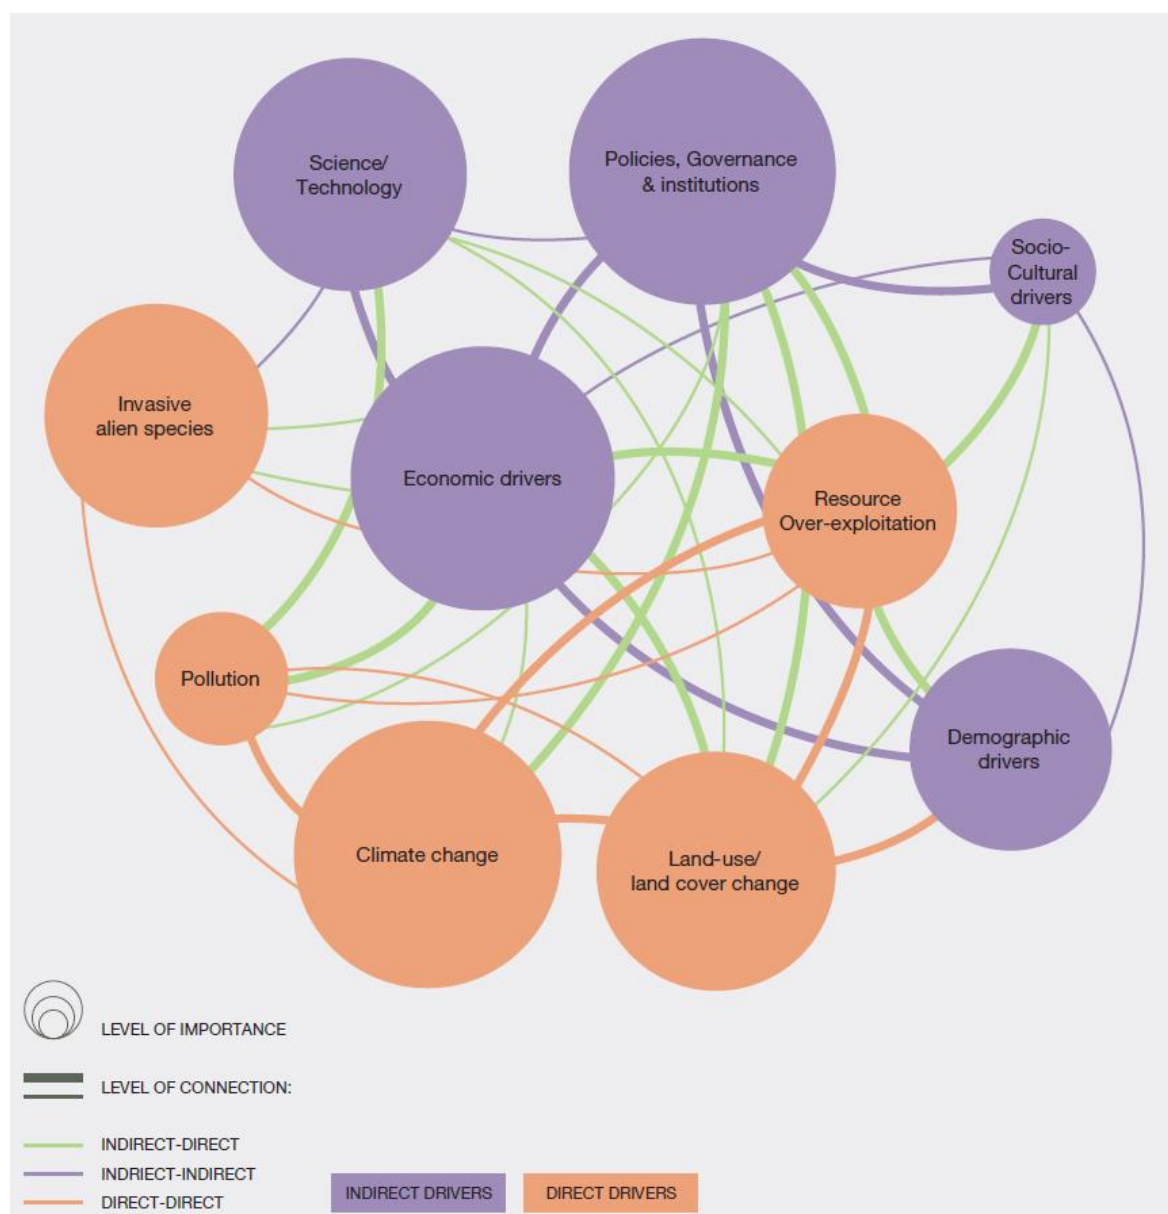 Science/
Technology
Policies, Governance
& institutions
Socio-
Cultural
drivers
Invasive
alien species
Economic drivers
Resource
Over-exploitation
Pollution
Demographic
drivers
Climate change
Land-use/
land cover change
LEVEL OF IMPORTANCE
LEVEL OF CONNECTION:
INDIRECT-DIRECT
INDRIECT-INDIRECT
DIRECT-DIRECT
INDIRECT DRIVERS
DIRECT DRIVERS